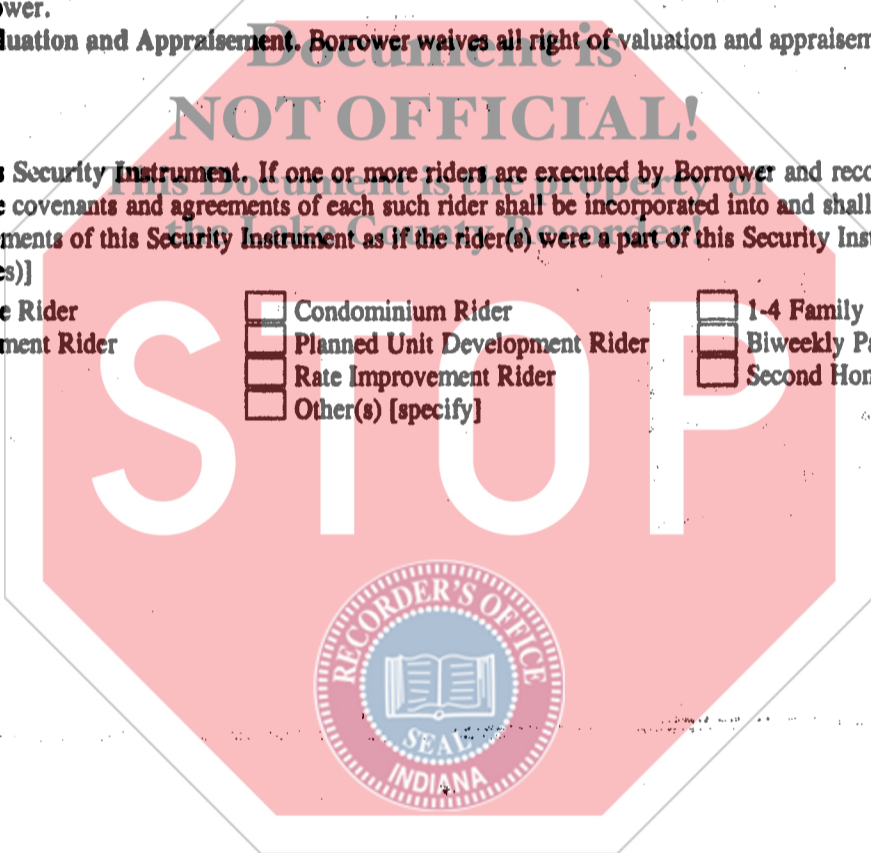 ower.
luation and Appraisement. Borrower waives all right of valuation and appraisem
Document is
NOT OFFICIAL!
s Security Instrument. If one or more riders are executed by Borrower and reco
This Document is the property of
e covenants and agreements of each such rider shall be incorporated into and shall
the Lake County Recorder!
ments of this Security Instrument as if the rider(s) were a part of this Security Inst
s)]
e Rider Condominium Rider 1-4 Family
ment Rider Planned Unit Development Rider Biweekly Pa
Rate Improvement Rider Second Hom
Other(s) [specify]
STOP
RECORDER'S OFFICE
SEAL
INDIANA